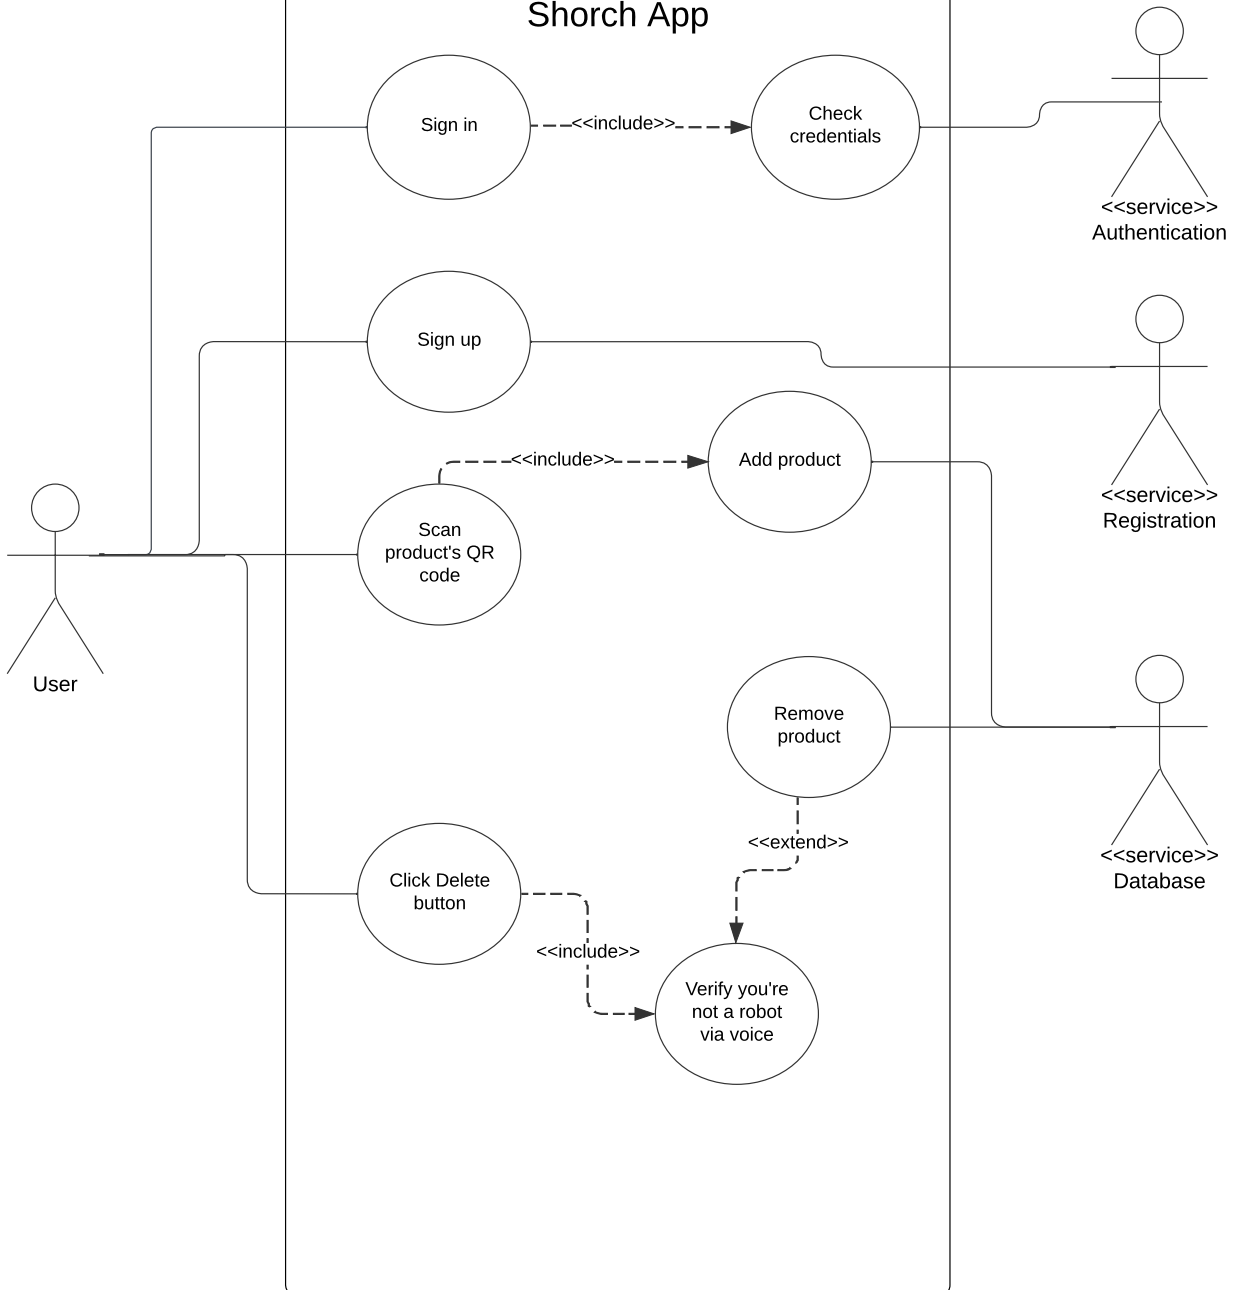 Shorch App
Sign in
<<include>>
Check
credentials
<<service>>
Authentication
Sign up
<<include>>
Add product
<<service>>
Registration
Scan
product's QR
code
User
Remove
product
<<extend>>
<<service>>
Database
Click Delete
button
<<include>>
Verify you're
not a robot
via voice